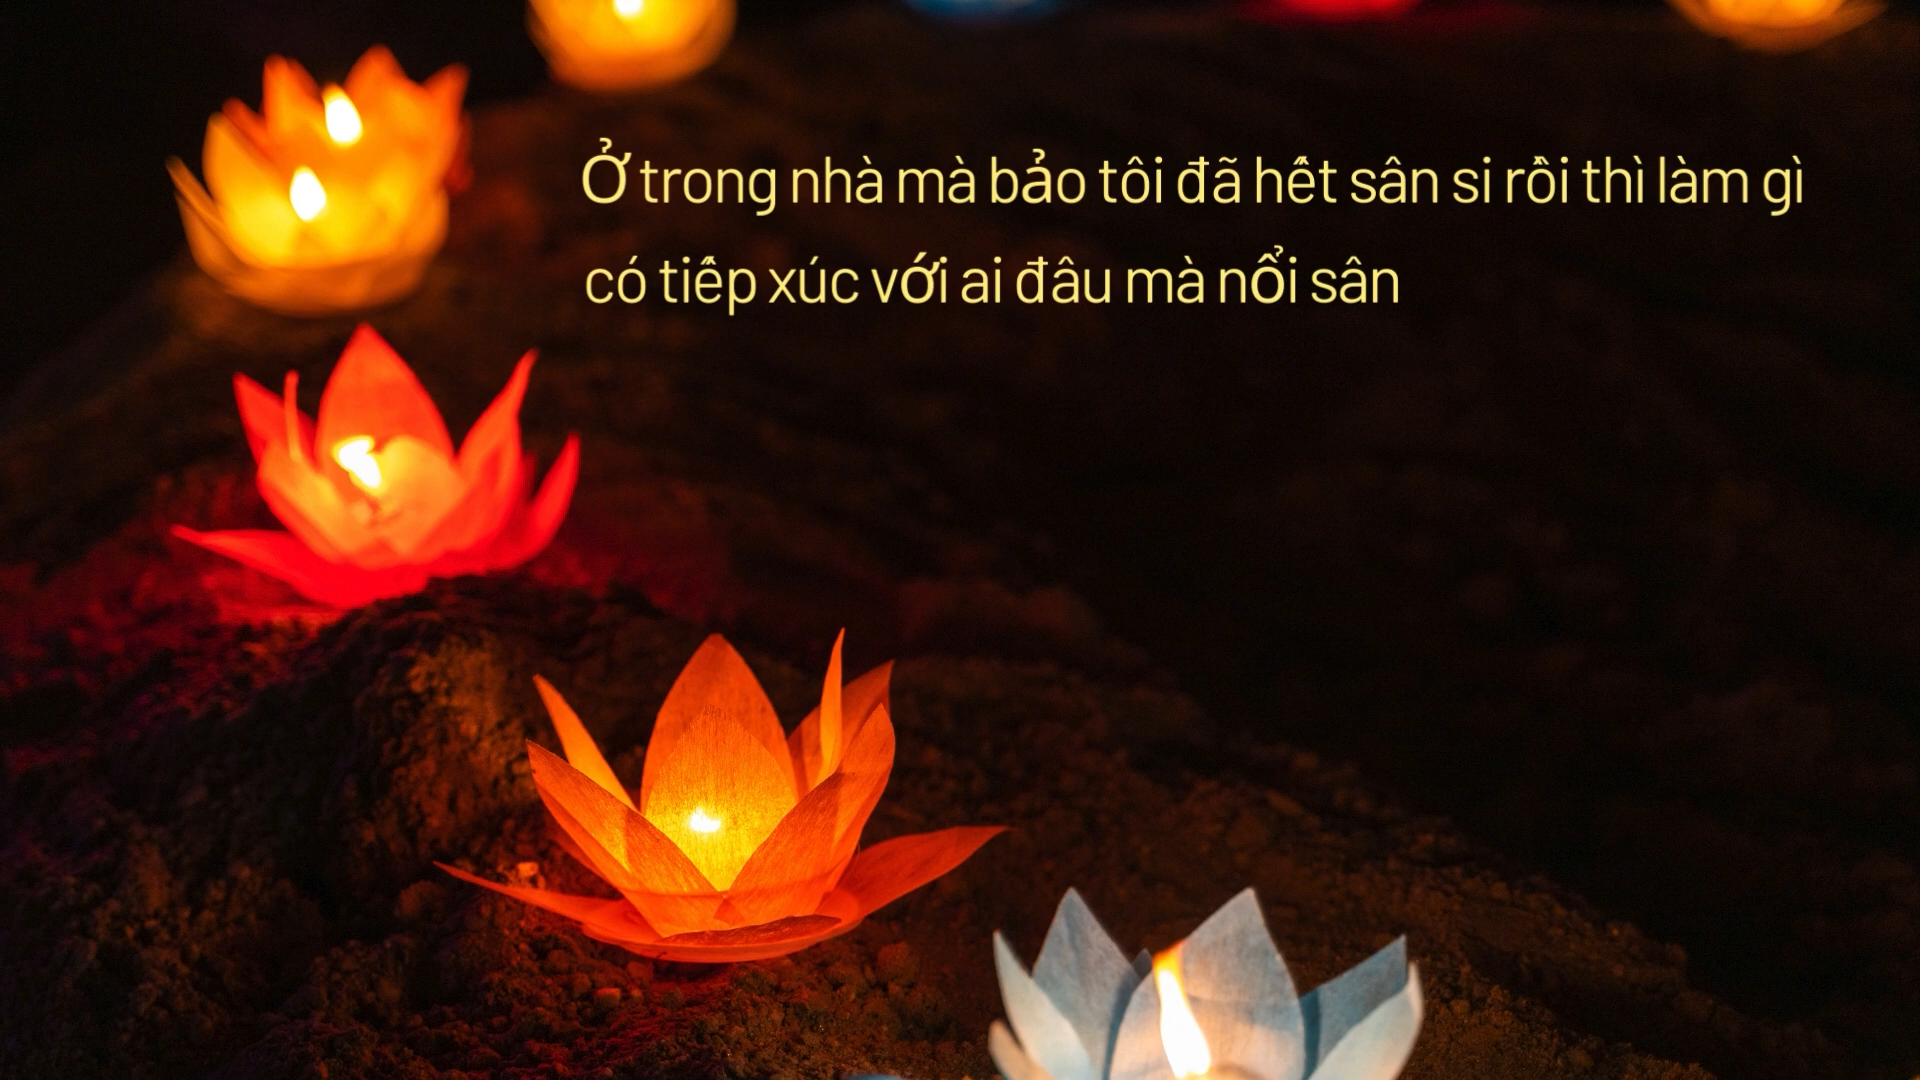 Ở trong nhà mà bảo tôi đã hết sân si rồi thì làm gì
có tiếp xúc với ai đâu mà nổi sân